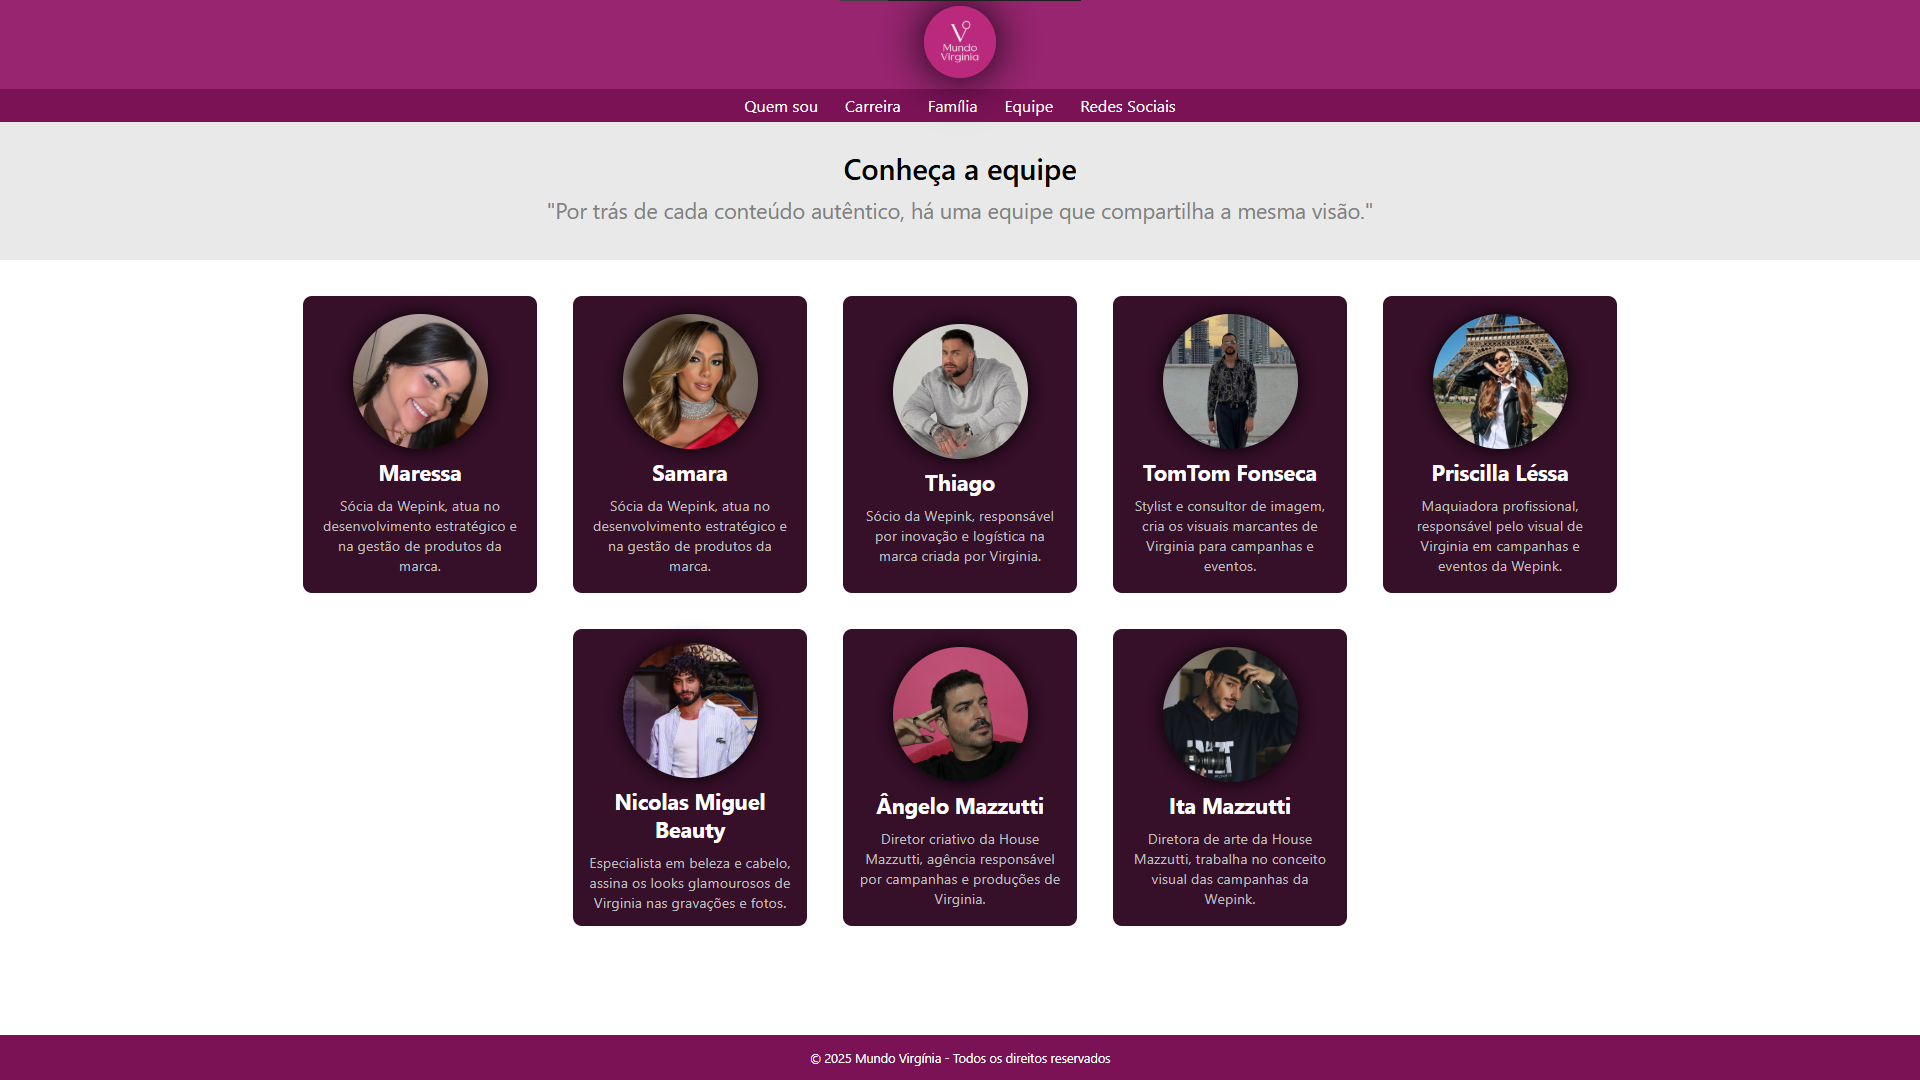 V
Mundo
Virginia
Quem sou Carreira Família Equipe Redes Sociais
Conheça a equipe
"Por trás de cada conteúdo autêntico, há uma equipe que compartilha a mesma visão."
Maressa
Sócia da Wepink, atua no
desenvolvimento estratégico e
na gestão de produtos da
marca.
Samara
Sócia da Wepink, atua no
desenvolvimento estratégico e
na gestão de produtos da
marca.
Thiago
Sócio da Wepink, responsável
por inovação e logística na
marca criada por Virginia.
TomTom Fonseca
Stylist e consultor de imagem,
cria os visuais marcantes de
Virginia para campanhas e
eventos.
Priscilla Léssa
Maquiadora profissional,
responsável pelo visual de
Virginia em campanhas e
eventos da Wepink.
Nicolas Miguel
Beauty
Especialista em beleza e cabelo,
assina os looks glamourosos de
Virginia nas gravações e fotos.
Ângelo Mazzutti
Diretor criativo da House
Mazzutti, agência responsável
por campanhas e produções de
Virginia.
Ita Mazzutti
Diretora de arte da House
Mazzutti, trabalha no conceito
visual das campanhas da
Wepink.
© 2025 Mundo Virgínia - Todos os direitos reservados